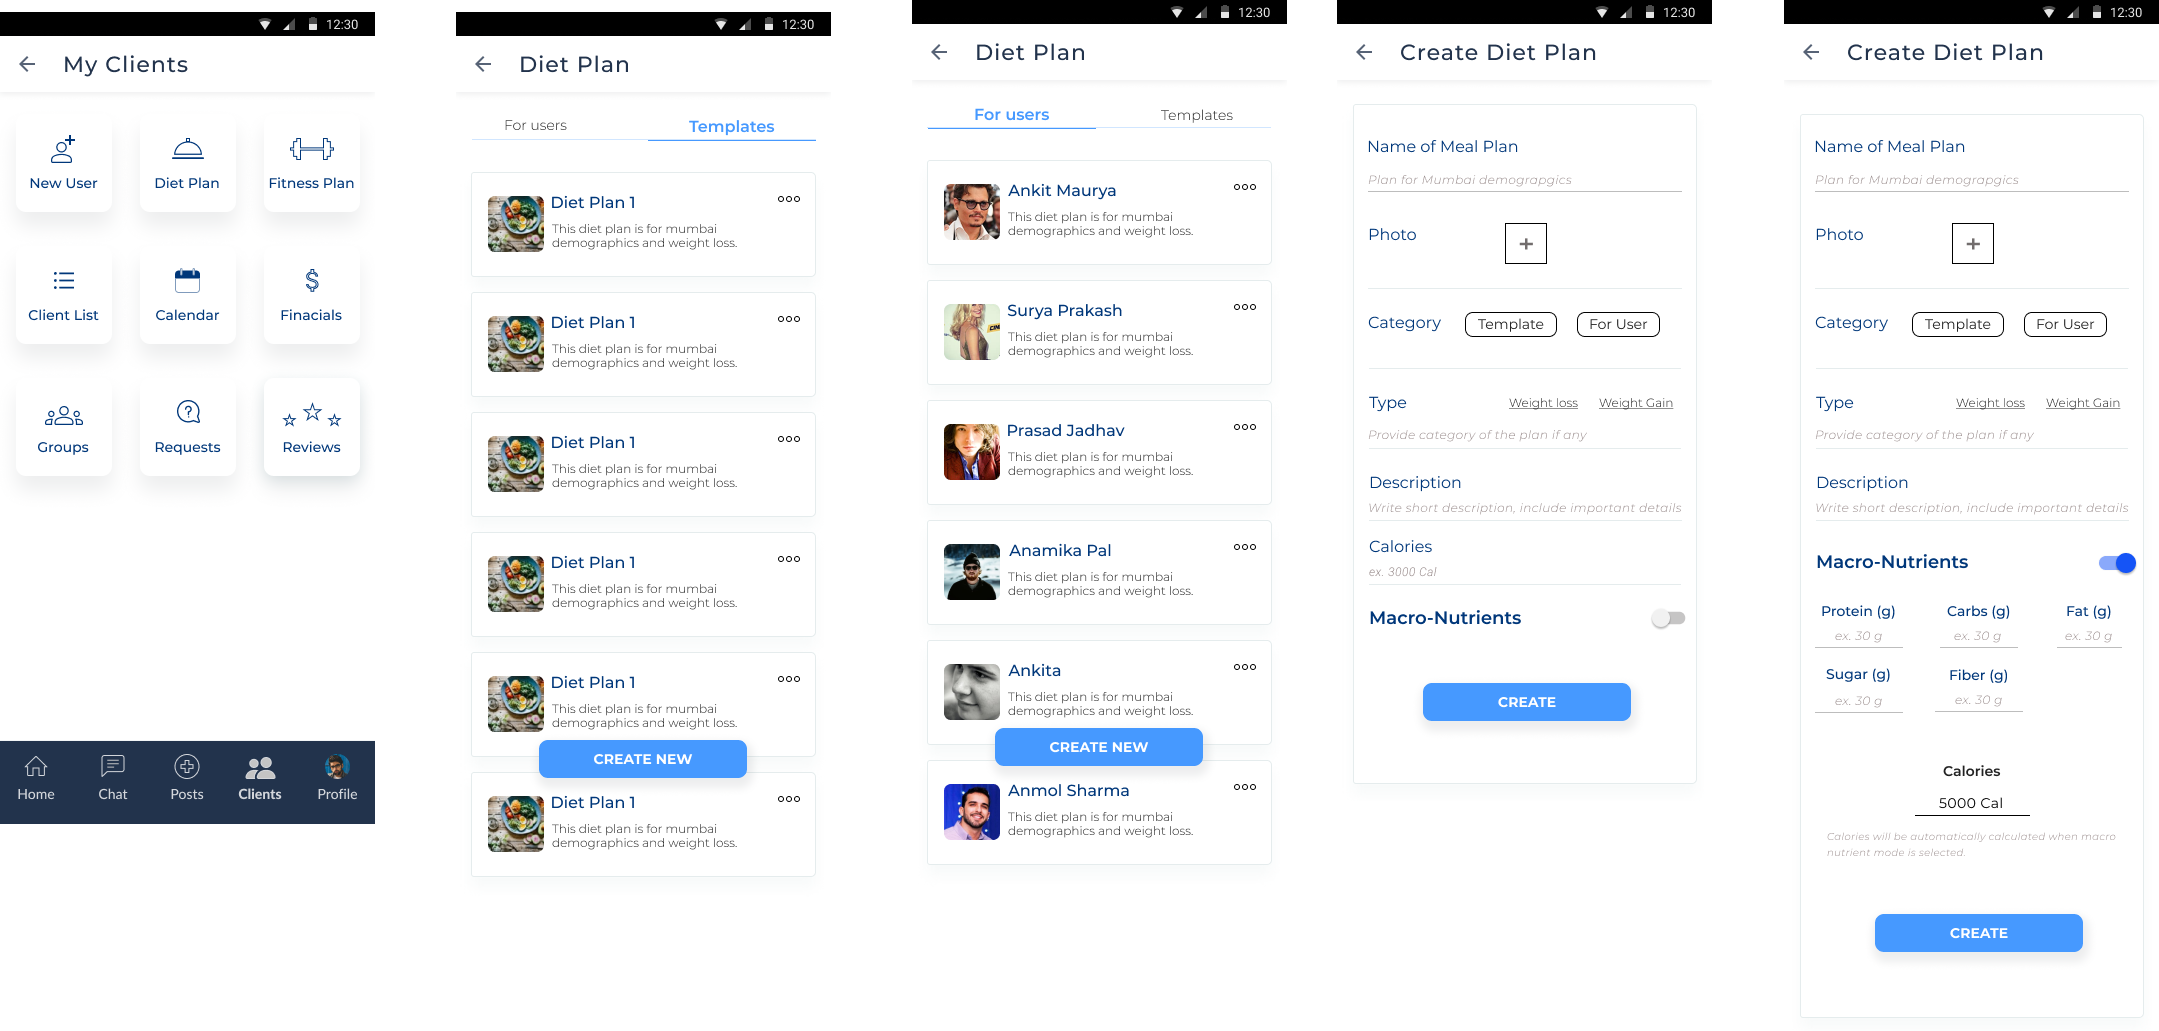 12:30
My Clients
New User
Diet Plan
Fitness Plan
Client List
Calendar
Finacials
Groups
Requests
Reviews
Home
Chat
Posts
Clients
Profile
12:30
Diet Plan
For users
Templates
Diet Plan 1
This diet plan is for mumbai
demographics and weight loss.
Diet Plan 1
This diet plan is for mumbai
demographics and weight loss.
Diet Plan 1
This diet plan is for mumbai
demographics and weight loss.
Diet Plan 1
This diet plan is for mumbai
demographics and weight loss.
Diet Plan 1
This diet plan is for mumbai
demographics and weight loss.
CREATE NEW
Diet Plan 1
This diet plan is for mumbai
demographics and weight loss.
12:30
Diet Plan
For users
Templates
Ankit Maurya
This diet plan is for mumbai
demographics and weight loss.
Surya Prakash
This diet plan is for mumbai
demographics and weight loss.
Prasad Jadhav
This diet plan is for mumbai
demographics and weight loss.
Anamika Pal
This diet plan is for mumbai
demographics and weight loss.
Ankita
This diet plan is for mumbai
demographics and weight loss.
CREATE NEW
Anmol Sharma
This diet plan is for mumbai
demographics and weight loss.
12:30
Create Diet Plan
Name of Meal Plan
Plan for Mumbai demograpgics
Photo
+
Category
Template
For User
Type
Weight loss
Weight Gain
Provide category of the plan if any
Description
Write short description, include important details
Calories
ex. 3000 Cal
Macro-Nutrients
CREATE
12:30
Create Diet Plan
Name of Meal Plan
Plan for Mumbai demograpgics
Photo
+
Category
Template
For User
Type
Weight loss
Weight Gain
Provide category of the plan if any
Description
Write short description, include important details
Macro-Nutrients
Protein (g)
Carbs (g)
Fat (g)
ex. 30 g
ex. 30 g
ex. 30 g
Sugar (g)
Fiber (g)
ex. 30 g
ex. 30 g
Calories
5000 Cal
Calories will be automatically calculated when macro
nutrient mode is selected.
CREATE